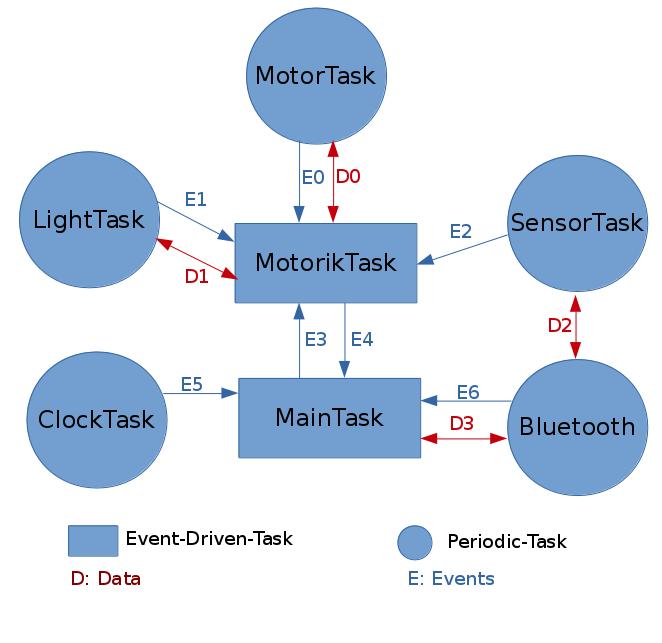 MotorTask
E0
D0
E1
LightTask
SensorTask
E2
MotorikTask
D1
D2
E3
E4
E5
E6
ClockTask
MainTask
D3
Bluetooth
Event-Driven-Task
Periodic-Task
D: Data
E: Events